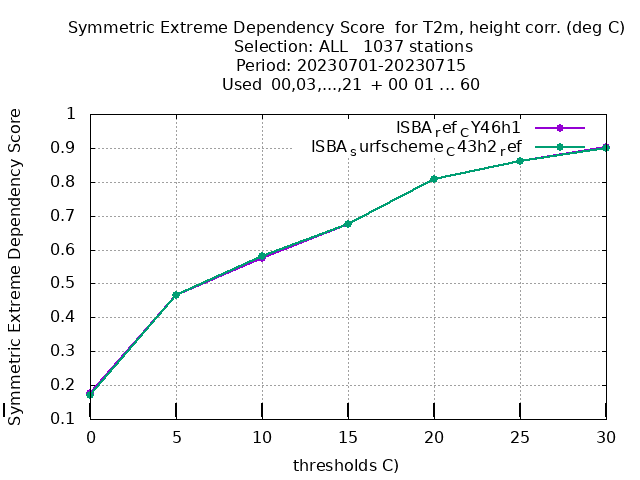 Symmetric Extreme Dependency Score for T2m, height corr. (deg C)
Selection: ALL 1037 stations
Period: 20230701-20230715
Used 00,03,...,21 + 00 01 ... 60
Symmetric Extreme Dependency Score
1
0.9
0.8
0.7
0.6
0.5
0.4
0.3
0.2
0.1
ISBAref_CY46h1
ISBAsurfscheme_C43h2ref
0 5 10 15 20 25 30
thresholds C)